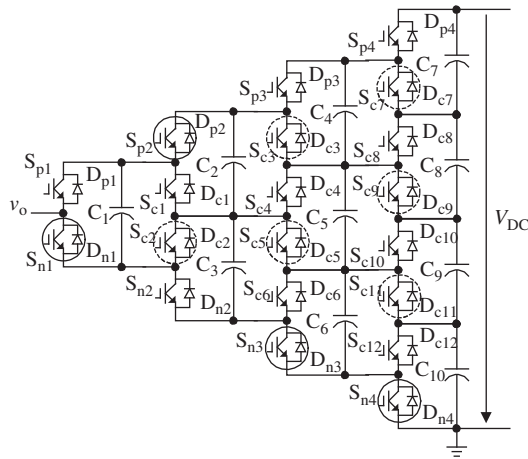 S_p4 D_p4
S_p3 D_p3 S_c7 C_7 D_c7
S_p2 D_p2 S_c3 C_4 D_c3 S_c8 D_c8
S_p1 D_p1 C_2 S_c9 C_8
v_o C_1 S_c1 D_c1 S_c4 D_c4 C_5 D_c9 V_DC
S_n1 D_n1 S_c2 D_c2 S_c5 D_c5 S_c10 D_c10
S_n2 C_3 D_n2 S_c6 D_c6 S_c11 C_9 D_c11
S_n3 C_6 D_n3 S_c12 D_c12
S_n4 C_10 D_n4